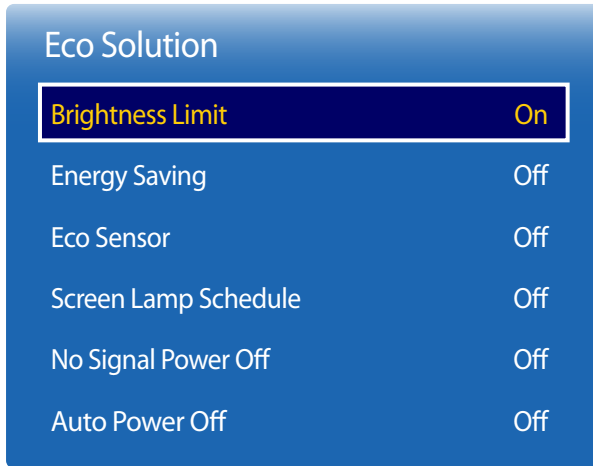 Eco Solution
Brightness Limit On
Energy Saving Off
Eco Sensor Off
Screen Lamp Schedule Off
No Signal Power Off Off
Auto Power Off Off